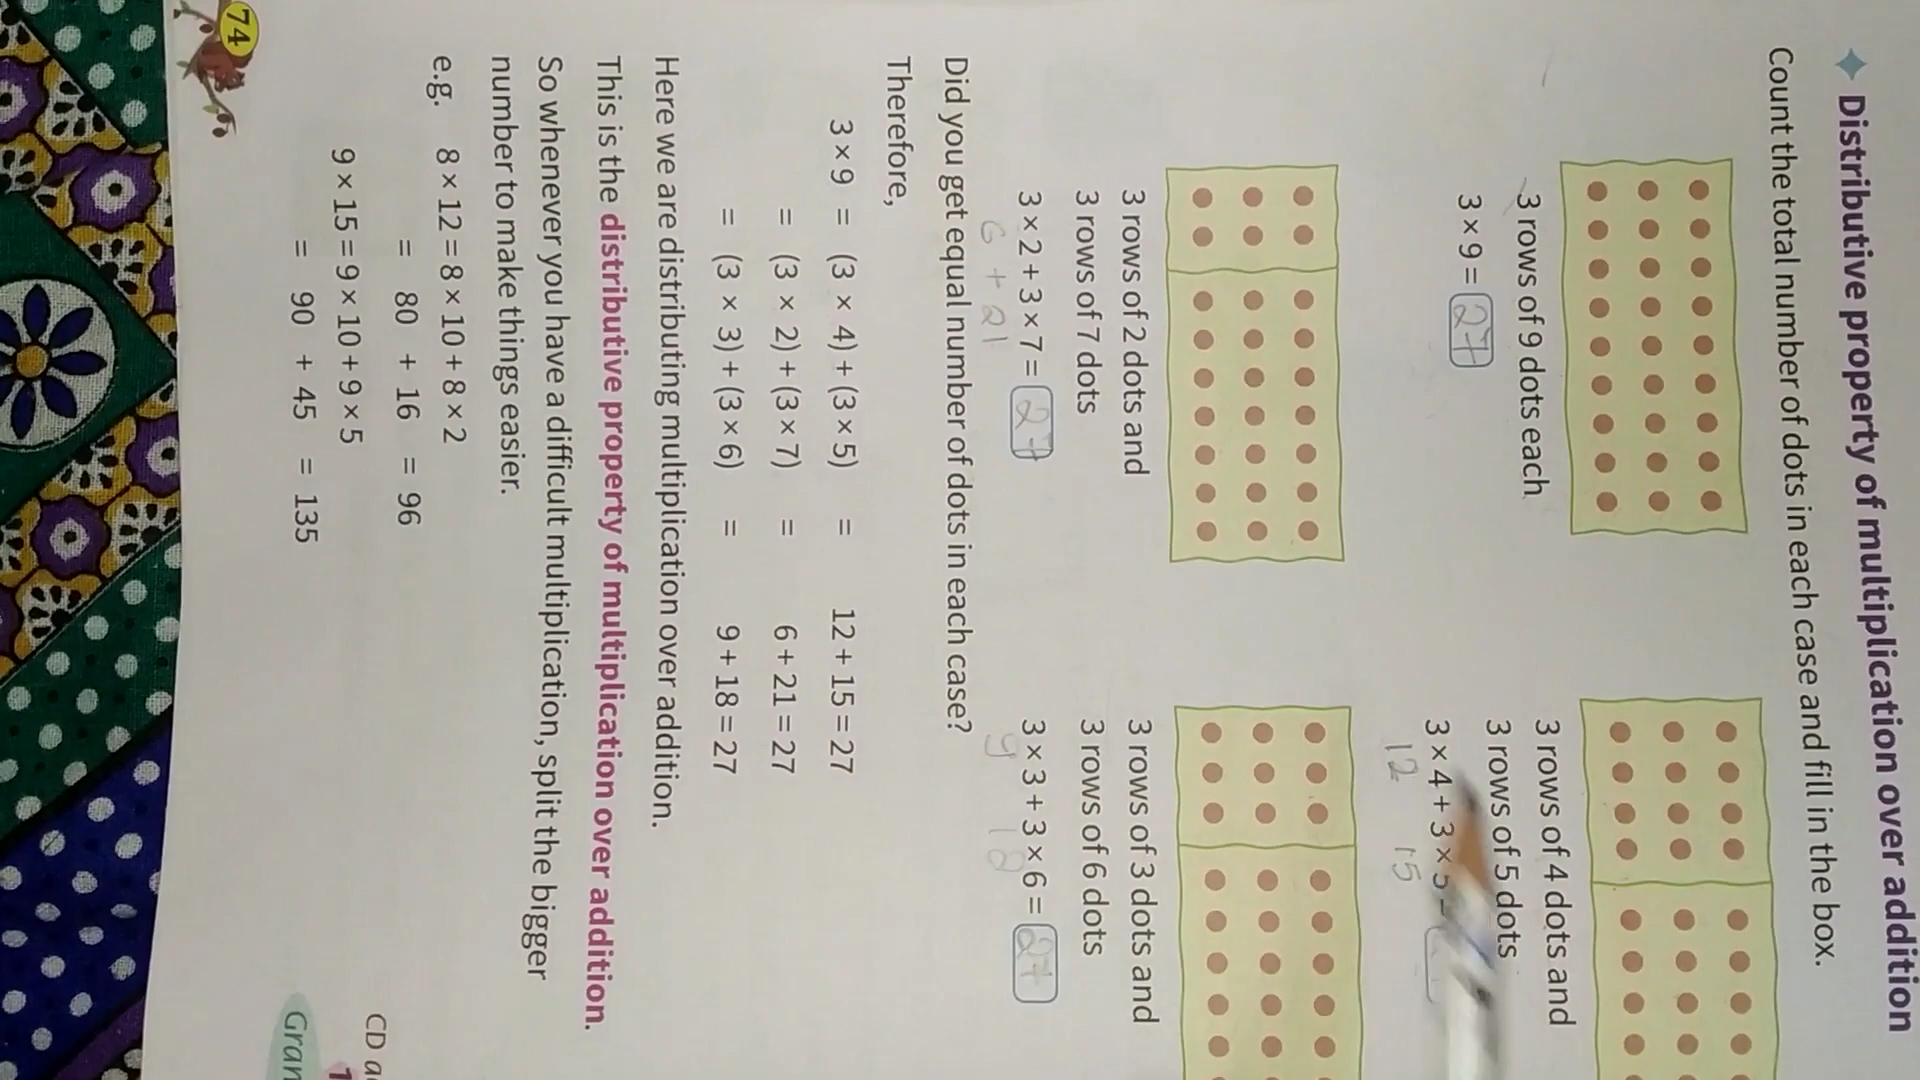 Distributive property of multiplication over addition
Count the total number of dots in each case and fill in the box.
3 rows of 9 dots each
3 × 9 = 27
3 rows of 4 dots and
3 rows of 5 dots
3 × 4 + 3 × 5
12 15
3 rows of 2 dots and
3 rows of 7 dots
3 × 2 + 3 × 7 = 27
6 + 21
3 rows of 3 dots and
3 rows of 6 dots
3 × 3 + 3 × 6 = 27
9 18
Did you get equal number of dots in each case?
Therefore,
3 × 9 = (3 × 4) + (3 × 5) = 12 + 15 = 27
= (3 × 2) + (3 × 7) = 6 + 21 = 27
= (3 × 3) + (3 × 6) = 9 + 18 = 27
Here we are distributing multiplication over addition.
This is the distributive property of multiplication over addition.
So whenever you have a difficult multiplication, split the bigger
number to make things easier.
e.g. 8 × 12 = 8 × 10 + 8 × 2
= 80 + 16 = 96
9 × 15 = 9 × 10 + 9 × 5
= 90 + 45 = 135
CD
Gran
74